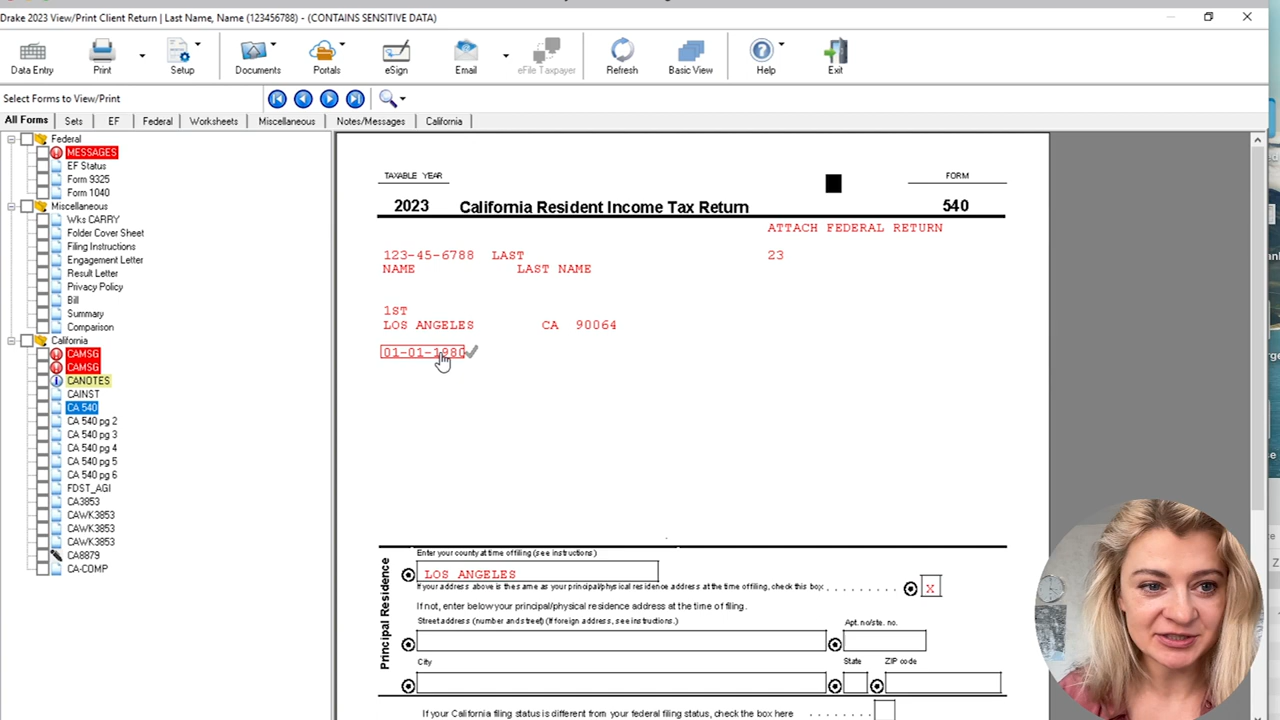 Drake 2023 View/Print Client Return | Last Name, Name (123456788) - (CONTAINS SENSITIVE DATA)
Data Entry
Print
Setup
Documents
Portals
eSign
Email
eFile Taxpayer
Refresh
Basic View
Help
Exit
Select Forms to View/Print
All Forms Sets EF Federal Worksheets Miscellaneous Notes/Messages California
Federal
MESSAGES
EF Status
Form 9325
Form 1040
Miscellaneous
Wks CARRY
Folder Cover Sheet
Filing Instructions
Engagement Letter
Result Letter
Privacy Policy
Bill
Summary
Comparison
California
CAMSG
CAMSG
CANOTES
CAINST
CA 540
CA 540 pg 2
CA 540 pg 3
CA 540 pg 4
CA 540 pg 5
CA 540 pg 6
FDST_AGI
CA3853
CAWK3853
CAWK3853
CAWK3853
CA8879
CA-COMP
TAXABLE YEAR FORM
2023 California Resident Income Tax Return 540
ATTACH FEDERAL RETURN
123-45-6788 LAST 23
NAME LAST NAME
1ST
LOS ANGELES CA 90064
01-01-1980
Principal Residence
Enter your county at time of filing (see instructions)
LOS ANGELES
If your address above is the same as your principal/physical residence address at the time of filing, check this box . . . . . . . . . X
If not, enter below your principal/physical residence address at the time of filing.
Street address (number and street) (If foreign address, see instructions.) Apt. no/ste. no.
City State ZIP code
If your California filing status is different from your federal filing status, check the box here . . . . . . . .